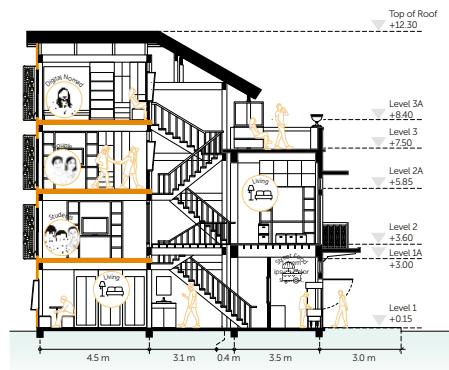 Top of Roof
+12.30
Digital Nomad
Level 3A
+8.40
Level 3
+7.50
Level 2A
+5.85
Living
Students
Level 2
+3.60
Level 1A
+3.00
Living
Level 1
+0.15
4.5 m
3.1 m
0.4 m
3.5 m
3.0 m